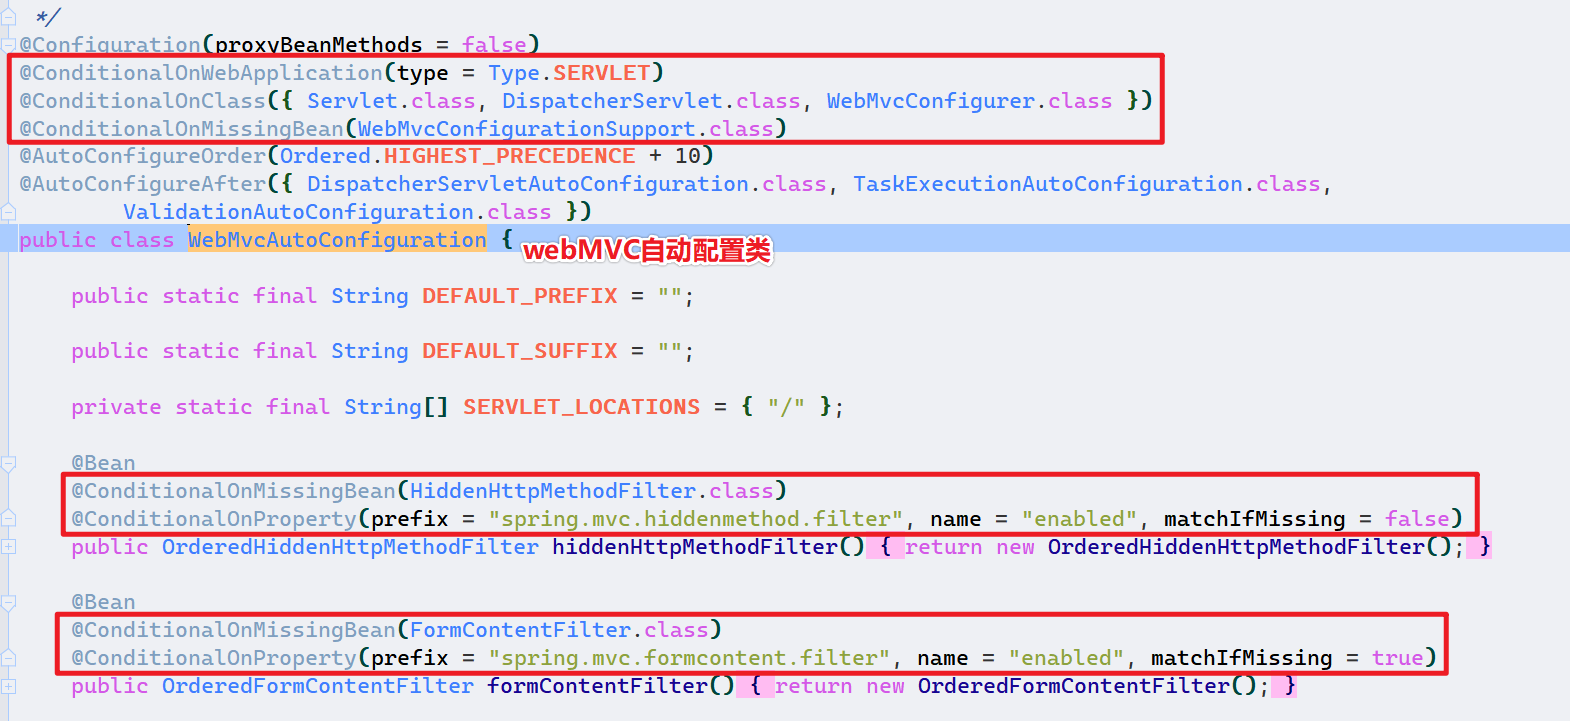 */
@Configuration(proxyBeanMethods = false)
@ConditionalOnWebApplication(type = Type.SERVLET)
@ConditionalOnClass({ Servlet.class, DispatcherServlet.class, WebMvcConfigurer.class })
@ConditionalOnMissingBean(WebMvcConfigurationSupport.class)
@AutoConfigureOrder(Ordered.HIGHEST_PRECEDENCE + 10)
@AutoConfigureAfter({ DispatcherServletAutoConfiguration.class, TaskExecutionAutoConfiguration.class,
ValidationAutoConfiguration.class })
public class WebMvcAutoConfiguration { webMVC自动配置类
public static final String DEFAULT_PREFIX = "";
public static final String DEFAULT_SUFFIX = "";
private static final String[] SERVLET_LOCATIONS = { "/" };
@Bean
@ConditionalOnMissingBean(HiddenHttpMethodFilter.class)
@ConditionalOnProperty(prefix = "spring.mvc.hiddenmethod.filter", name = "enabled", matchIfMissing = false)
public OrderedHiddenHttpMethodFilter hiddenHttpMethodFilter() { return new OrderedHiddenHttpMethodFilter(); }
@Bean
@ConditionalOnMissingBean(FormContentFilter.class)
@ConditionalOnProperty(prefix = "spring.mvc.formcontent.filter", name = "enabled", matchIfMissing = true)
public OrderedFormContentFilter formContentFilter() { return new OrderedFormContentFilter(); }